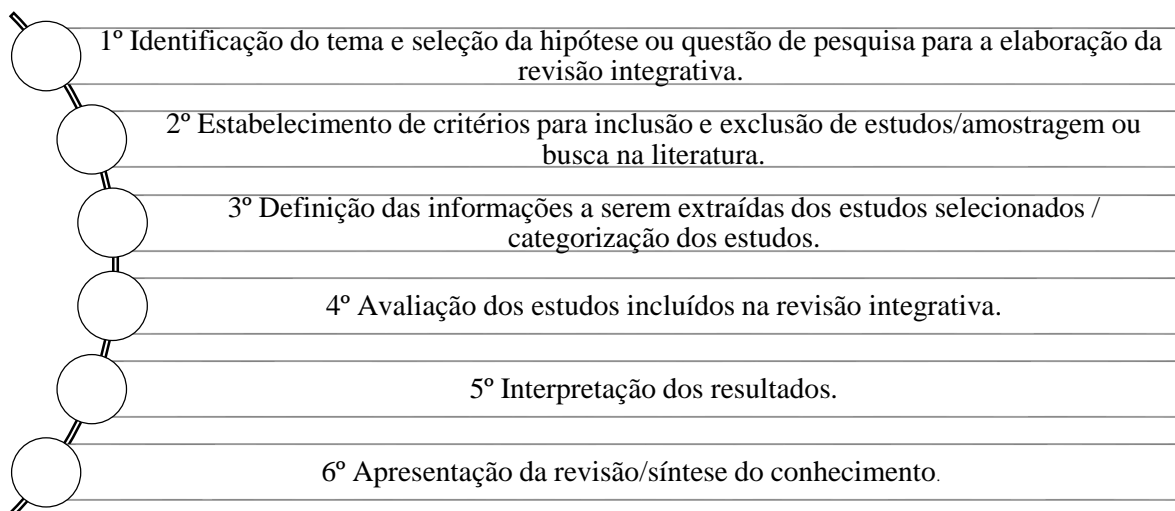 1º Identificação do tema e seleção da hipótese ou questão de pesquisa para a elaboração da
revisão integrativa.
2º Estabelecimento de critérios para inclusão e exclusão de estudos/amostragem ou
busca na literatura.
3º Definição das informações a serem extraídas dos estudos selecionados /
categorização dos estudos.
4º Avaliação dos estudos incluídos na revisão integrativa.
5º Interpretação dos resultados.
6º Apresentação da revisão/síntese do conhecimento.